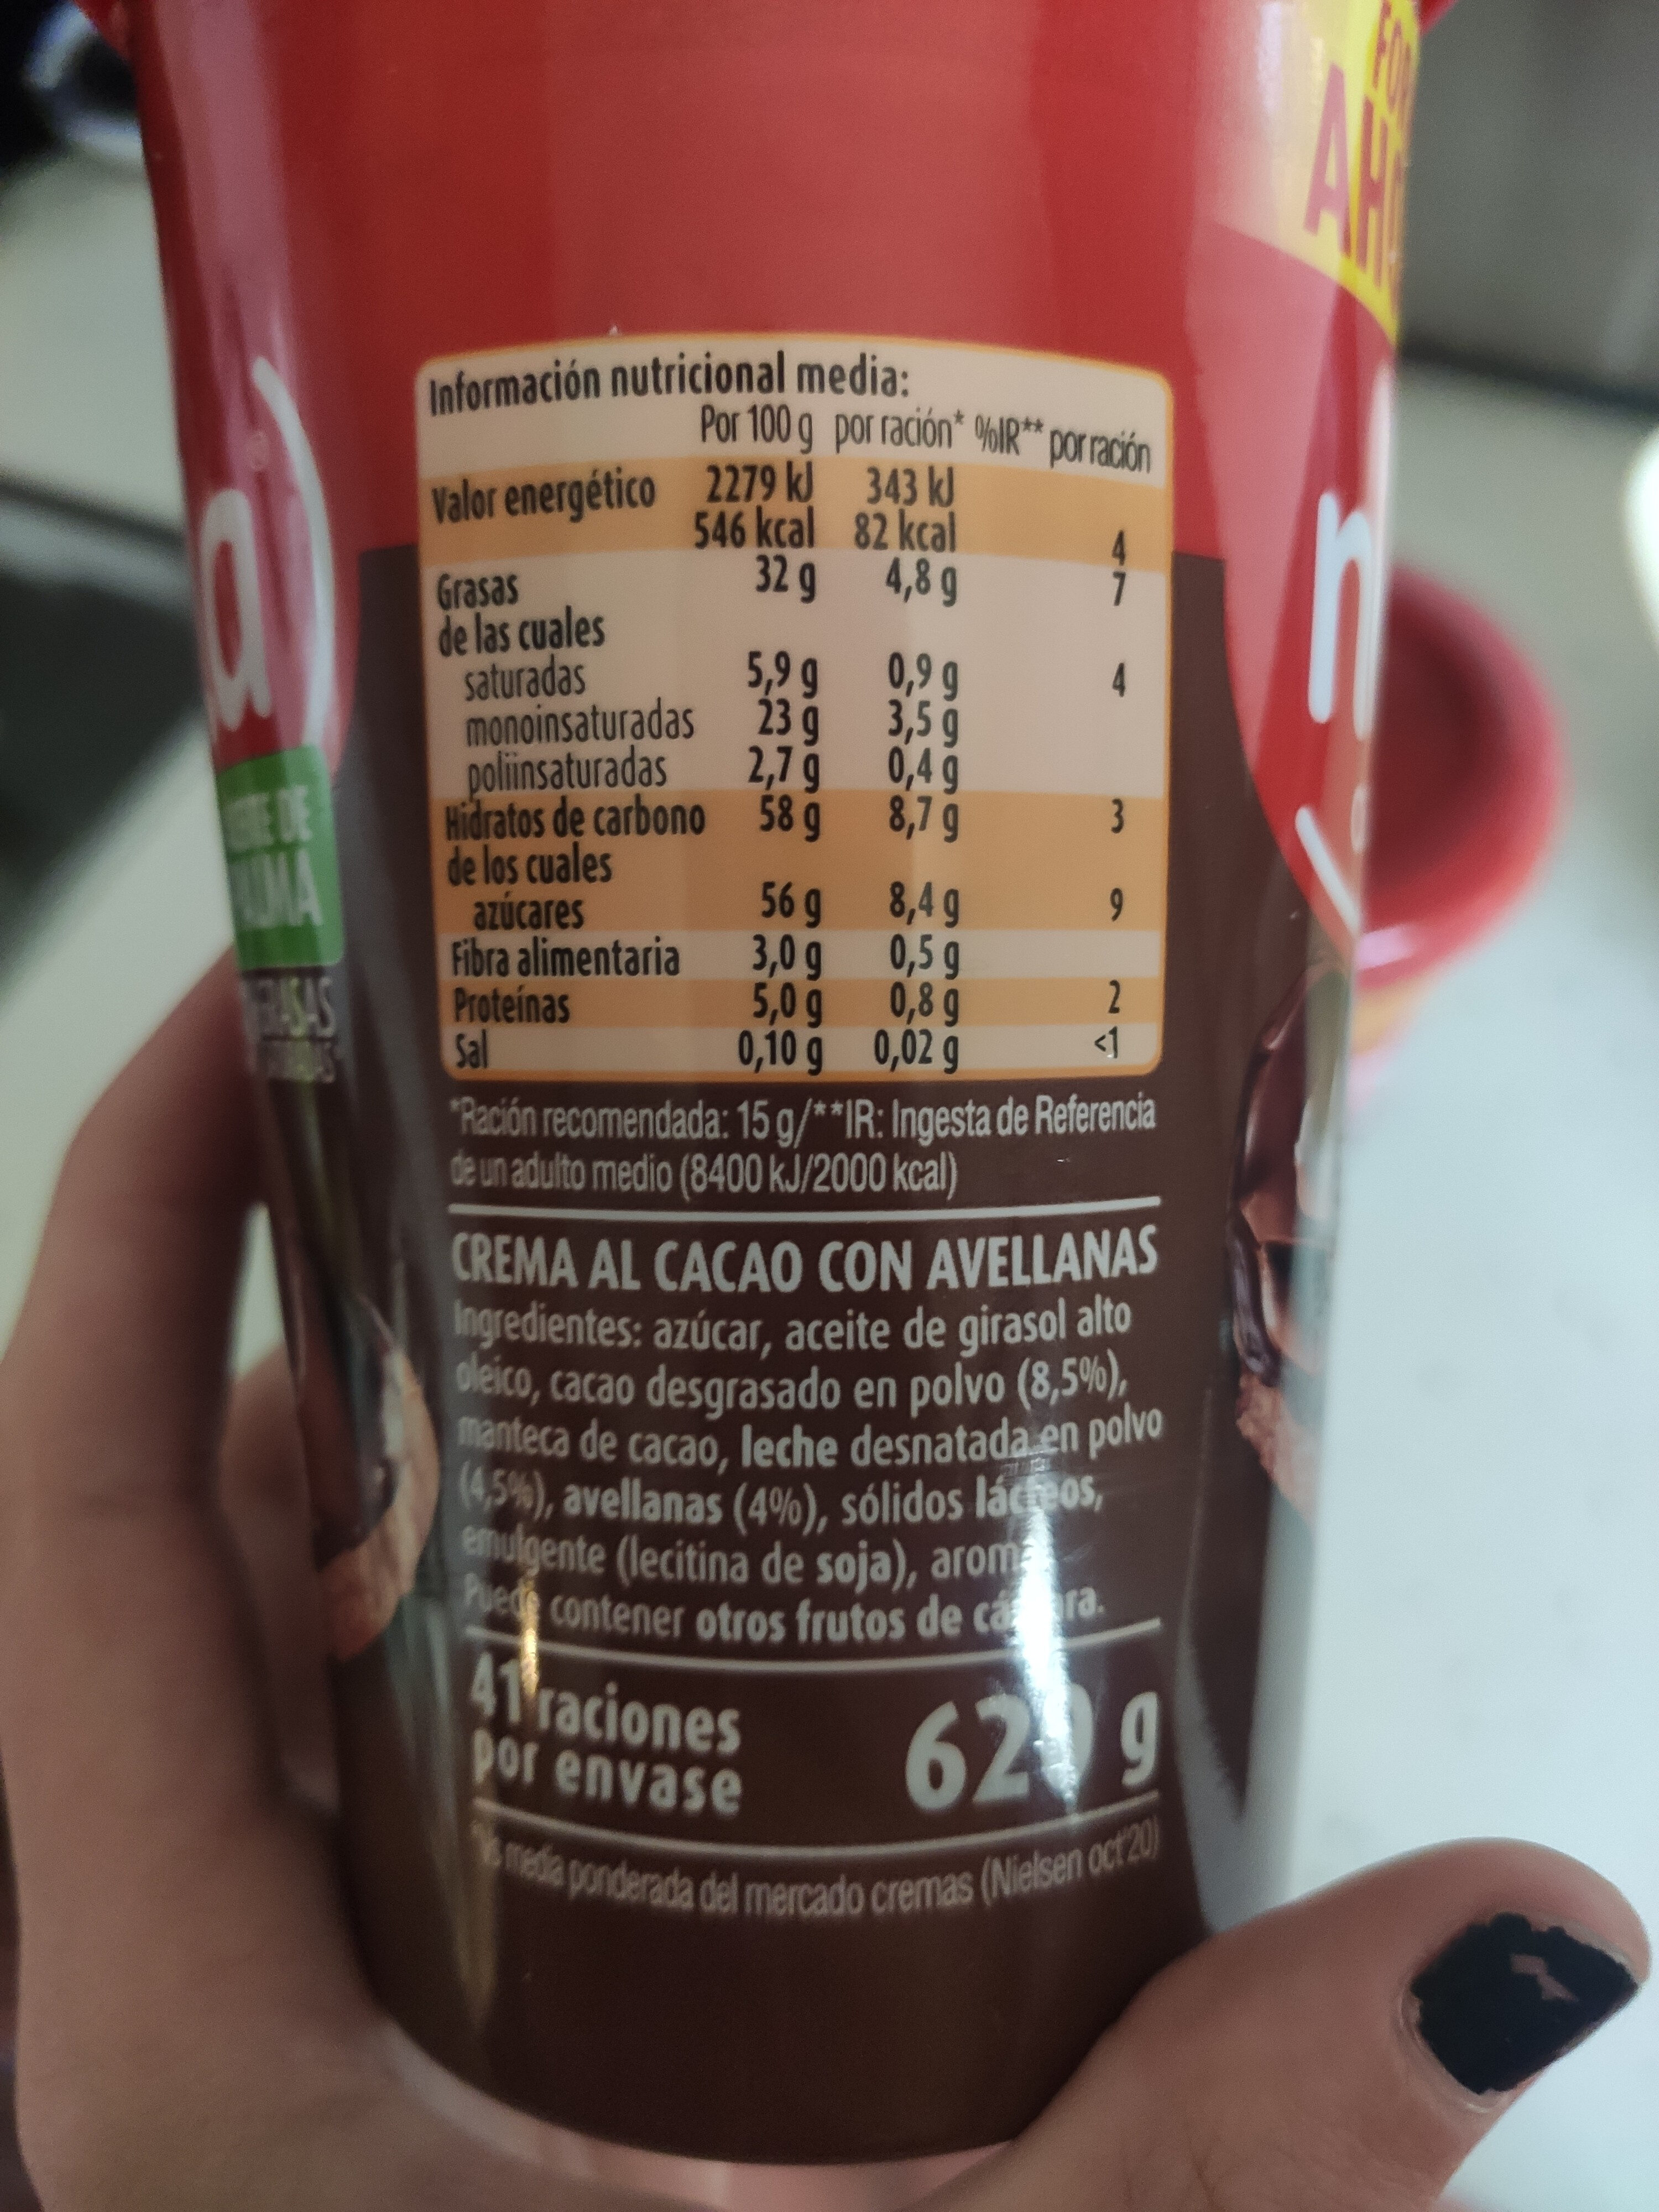 FOR
AHO
a)
n
Información nutricional media:
Por 100 g por ración* %IR** por ración
Valor energético 2279 kJ 343 kJ
546 kcal 82 kcal 4
Grasas 32 g 4,8 g 7
de las cuales
saturadas 5,9 g 0,9 g 4
monoinsaturadas 23 g 3,5 g
poliinsaturadas 2,7 g 0,4 g
Hidratos de carbono 58 g 8,7 g 3
de los cuales
azúcares 56 g 8,4 g 9
Fibra alimentaria 3,0 g 0,5 g
Proteínas 5,0 g 0,8 g 2
Sal 0,10 g 0,02 g <1
*Ración recomendada: 15 g/**IR: Ingesta de Referencia
de un adulto medio (8400 kJ/2000 kcal)
CREMA AL CACAO CON AVELLANAS
Ingredientes: azúcar, aceite de girasol alto
oleico, cacao desgrasado en polvo (8,5%),
manteca de cacao, leche desnatada en polvo
(4,5%), avellanas (4%), sólidos lácteos,
emulgente (lecitina de soja),
Puede contener otros frutos de cáscara.
41 raciones
por envase
g
media ponderada del mercado cremas (Nielsen oct'20)
DE